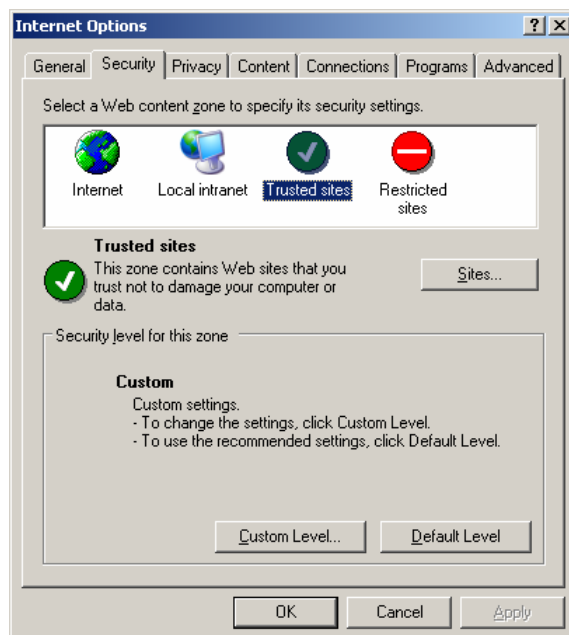 Internet Options
General Security Privacy Content Connections Programs Advanced
Select a Web content zone to specify its security settings.
Internet Local intranet Trusted sites Restricted
sites
Trusted sites
This zone contains Web sites that you
trust not to damage your computer or
data.
Sites...
Security level for this zone
Custom
Custom settings.
- To change the settings, click Custom Level.
- To use the recommended settings, click Default Level.
Custom Level... Default Level
OK Cancel Apply